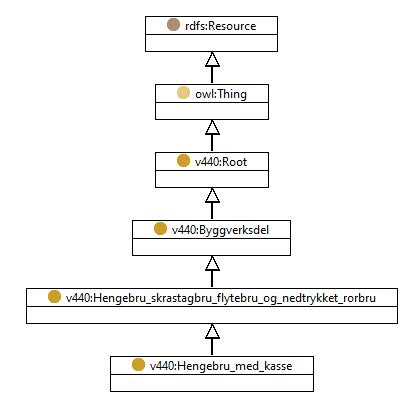 rdfs:Resource
owl:Thing
v440:Root
v440:Byggverksdel
v440:Hengebru_skrastagbru_flytebru_og_nedtrykket_rorbru
v440:Hengebru_med_kasse